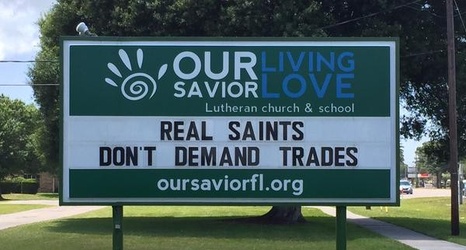 OUR LIVING
SAVIOR LOVE
Lutheran church & school
REAL SAINTS
DON'T DEMAND TRADES
oursaviorfl.org